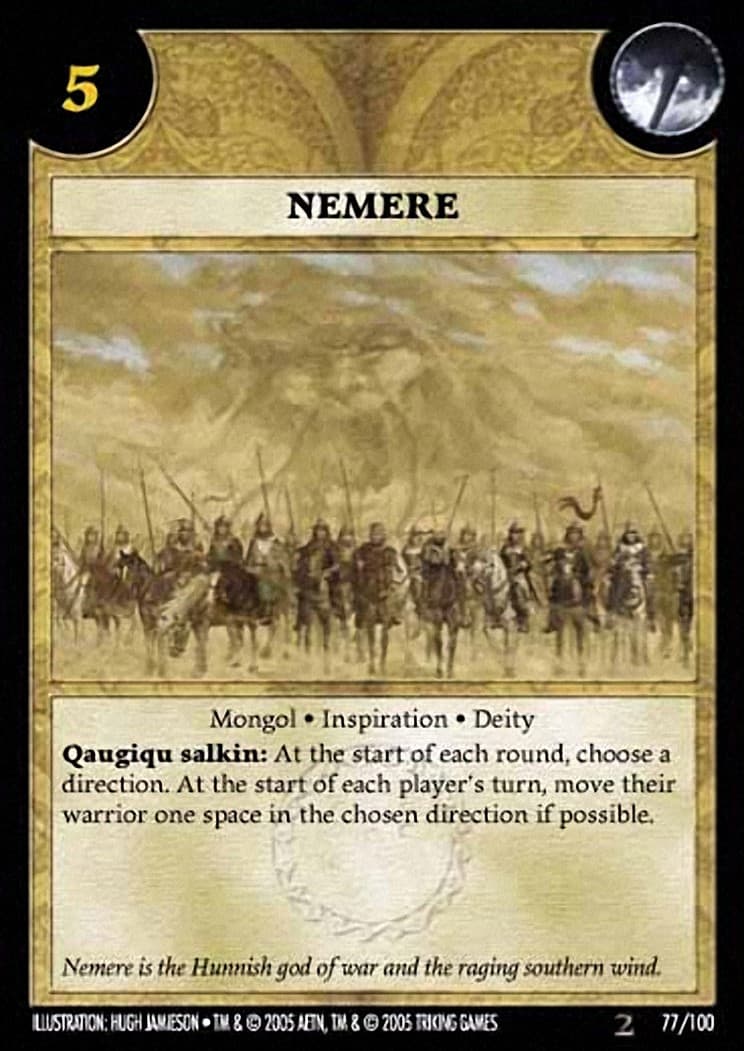 5
NEMERE
Mongol • Inspiration • Deity
Qaugiqu salkin: At the start of each round, choose a
direction. At the start of each player's turn, move their
warrior one space in the chosen direction if possible.
Nemere is the Hunnish god of war and the raging southern wind.
ILLUSTRATION: HUGH JAMIESON • TM & © 2005 AETN, TM & © 2005 TRIKING GAMES 2 77/100